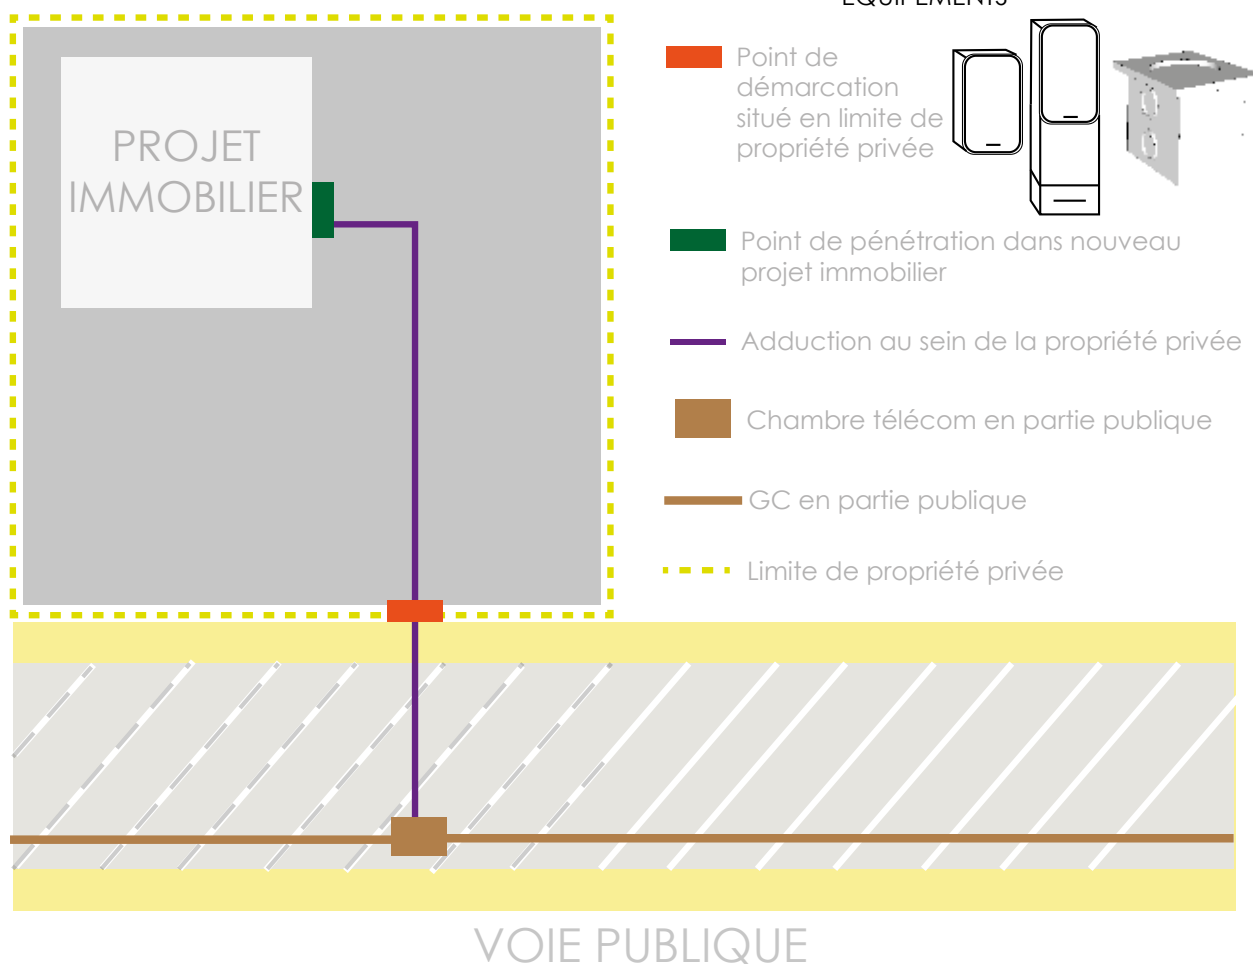 EQUIPEMENTS
Point de
démarcation
situé en limite de
propriété privée
PROJET
IMMOBILIER
Point de pénétration dans nouveau
projet immobilier
Adduction au sein de la propriété privée
Chambre télécom en partie publique
GC en partie publique
Limite de propriété privée
VOIE PUBLIQUE